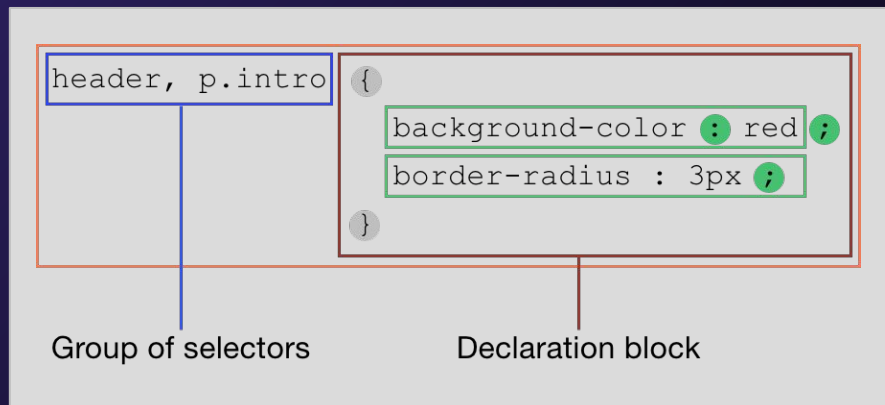 header, p.intro {
background-color : red ;
border-radius : 3px ;
}
Group of selectors
Declaration block